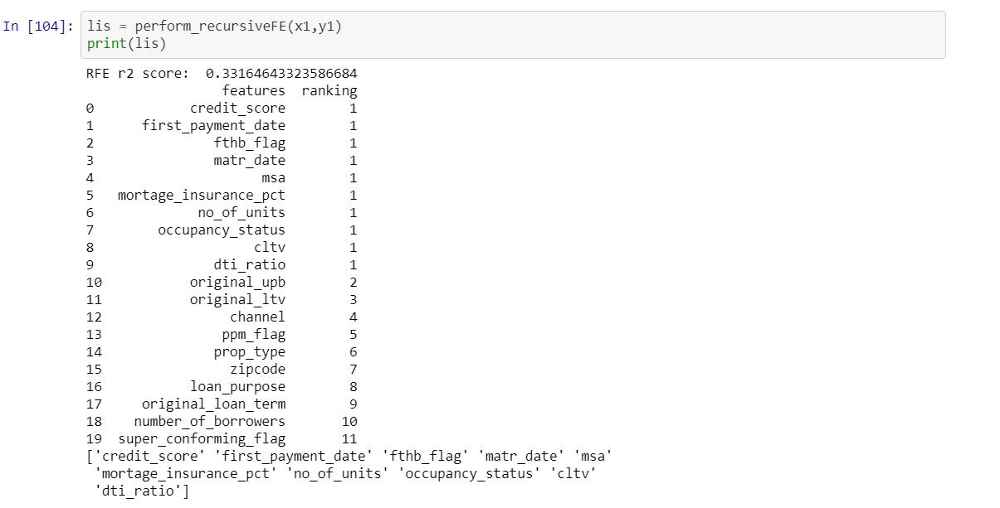 In [104]: lis = perform_recursiveFE(x1,y1)
print(lis)
RFE r2 score:  0.33164643323586684
features  ranking
0 credit_score 1
1 first_payment_date 1
2 fthb_flag 1
3 matr_date 1
4 msa 1
5 mortage_insurance_pct 1
6 no_of_units 1
7 occupancy_status 1
8 cltv 1
9 dti_ratio 1
10 original_upb 2
11 original_ltv 3
12 channel 4
13 ppm_flag 5
14 prop_type 6
15 zipcode 7
16 loan_purpose 8
17 original_loan_term 9
18 number_of_borrowers 10
19 super_conforming_flag 11
['credit_score' 'first_payment_date' 'fthb_flag' 'matr_date' 'msa'
'mortage_insurance_pct' 'no_of_units' 'occupancy_status' 'cltv'
'dti_ratio']